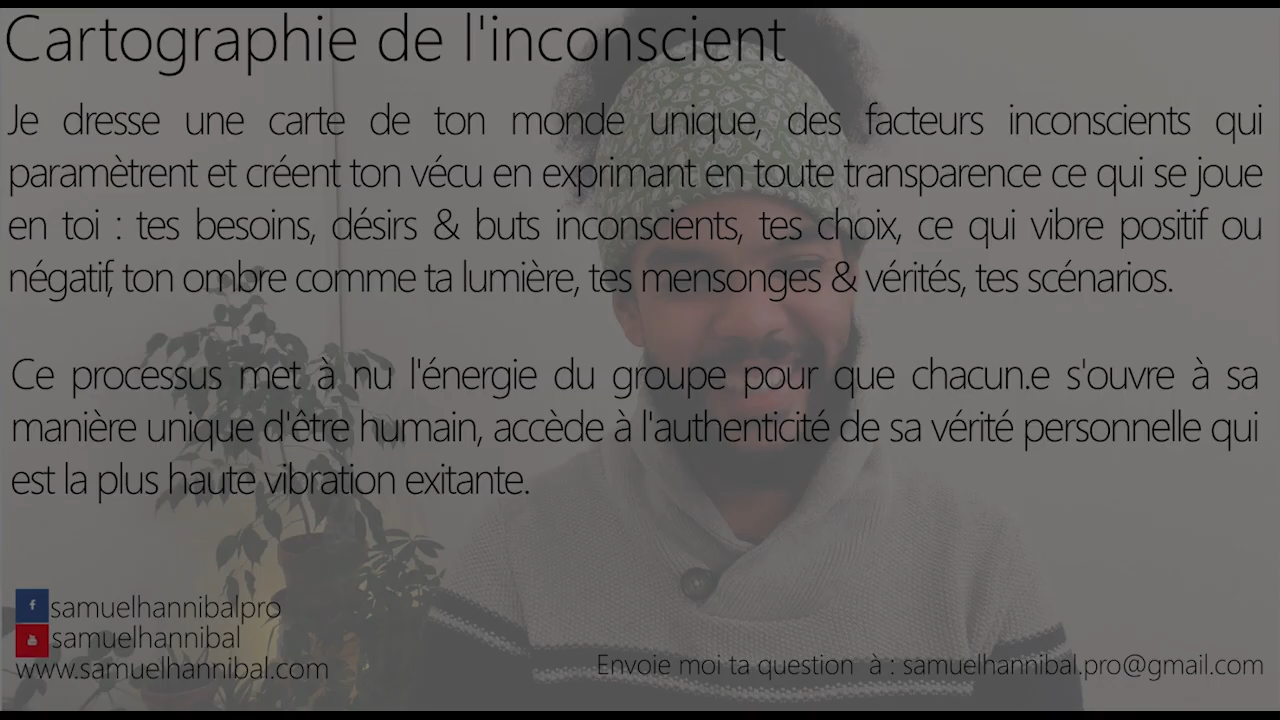 Cartographie de l'inconscient
Je dresse une carte de ton monde unique, des facteurs inconscients qui
paramètrent et créent ton vécu en exprimant en toute transparence ce qui se joue
en toi : tes besoins, désirs & buts inconscients, tes choix, ce qui vibre positif ou
négatif, ton ombre comme ta lumière, tes mensonges & vérités, tes scénarios.
Ce processus met à nu l'énergie du groupe pour que chacun.e s'ouvre à sa
manière unique d'être humain, accède à l'authenticité de sa vérité personnelle qui
est la plus haute vibration exitante.
f samuelhannibalpro
samuelhannibal
www.samuelhannibal.com
Envoie moi ta question à : samuelhannibal.pro@gmail.com